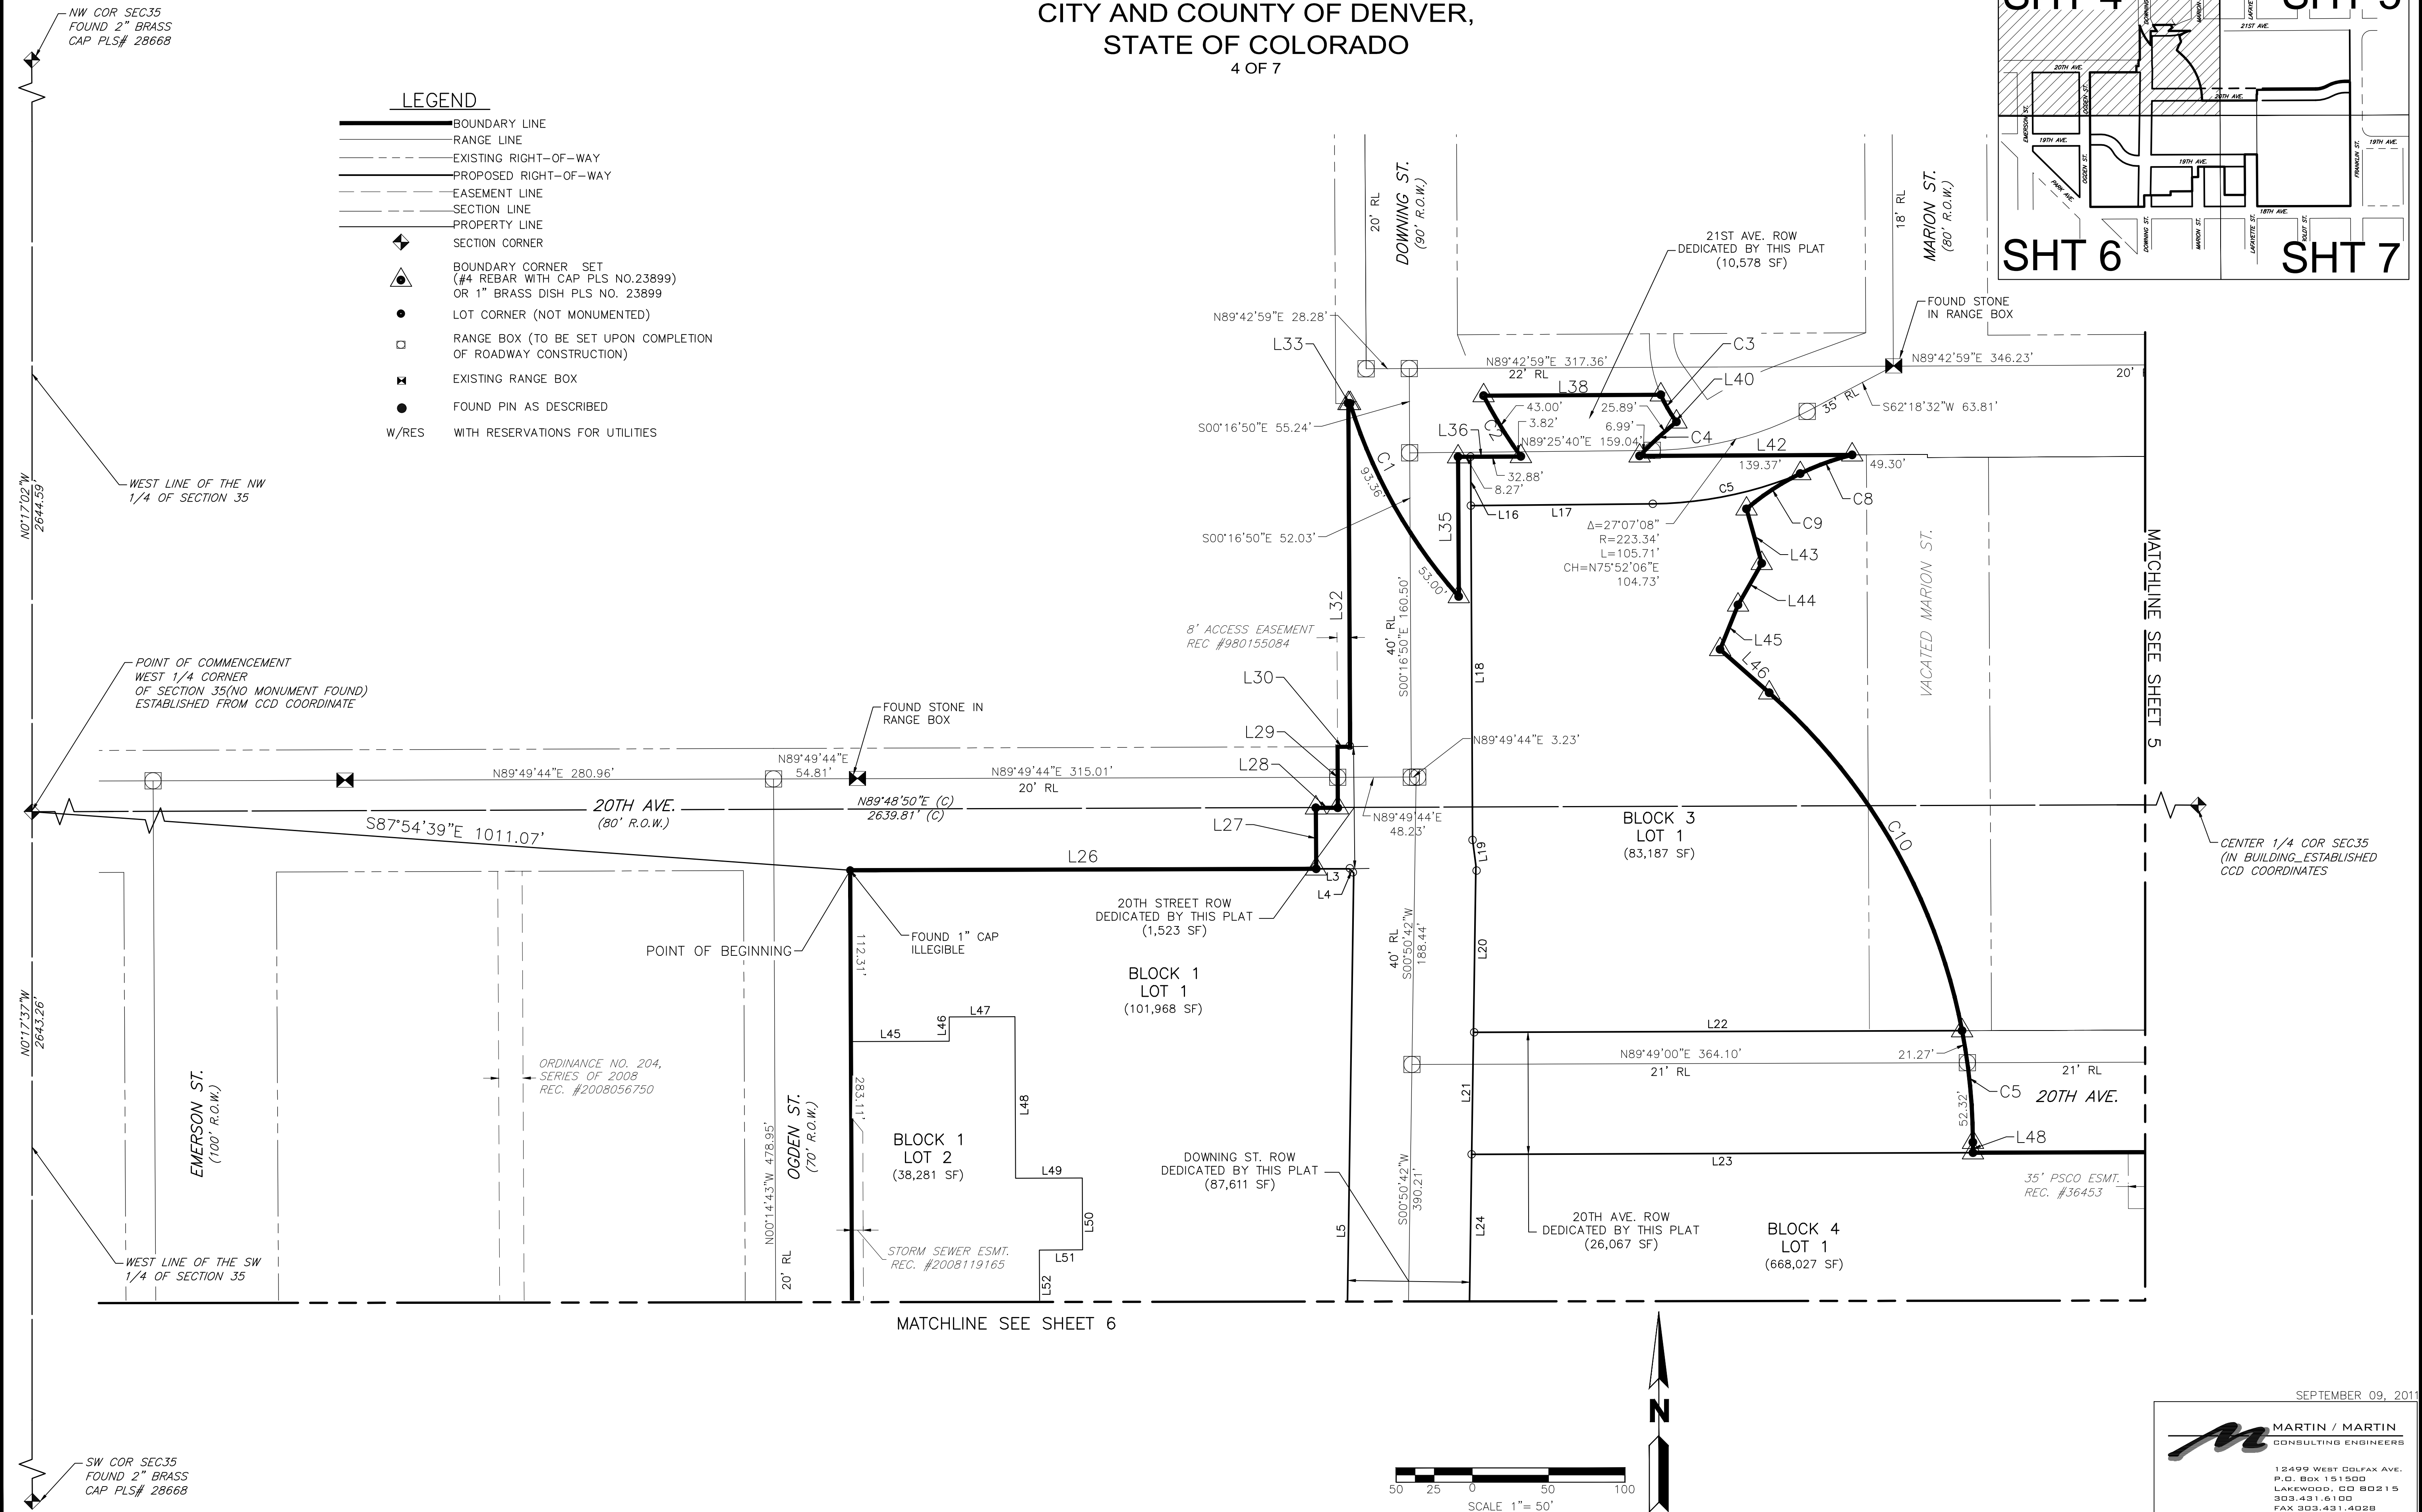 CITY AND COUNTY OF DENVER,
STATE OF COLORADO
4 OF 7
NW COR SEC35
FOUND 2" BRASS
CAP PLS# 28668
LEGEND
BOUNDARY LINE
RANGE LINE
EXISTING RIGHT-OF-WAY
PROPOSED RIGHT-OF-WAY
EASEMENT LINE
SECTION LINE
PROPERTY LINE
SECTION CORNER
BOUNDARY CORNER SET
(#4 REBAR WITH CAP PLS NO.23899)
OR 1" BRASS DISH PLS NO. 23899
LOT CORNER (NOT MONUMENTED)
RANGE BOX (TO BE SET UPON COMPLETION
OF ROADWAY CONSTRUCTION)
EXISTING RANGE BOX
FOUND PIN AS DESCRIBED
W/RES WITH RESERVATIONS FOR UTILITIES
SHT 4
SHT 5
SHT 6
SHT 7
21ST AVE.
20TH AVE.
20TH AVE.
19TH AVE.
19TH AVE.
19TH AVE.
18TH AVE.
EMERSON ST.
OGDEN ST.
OGDEN ST.
PARK AVE.
DOWNING ST.
MARION ST.
LAFAYETTE ST.
FRANKLIN ST.
N0°17'02"W
2644.59'
WEST LINE OF THE NW
1/4 OF SECTION 35
POINT OF COMMENCEMENT
WEST 1/4 CORNER
OF SECTION 35(NO MONUMENT FOUND)
ESTABLISHED FROM CCD COORDINATE
N0°17'37"W
2643.26'
WEST LINE OF THE SW
1/4 OF SECTION 35
SW COR SEC35
FOUND 2" BRASS
CAP PLS# 28668
20' RL
DOWNING ST.
(90' R.O.W.)
18' RL
MARION ST.
(80' R.O.W.)
21ST AVE. ROW
DEDICATED BY THIS PLAT
(10,578 SF)
FOUND STONE
IN RANGE BOX
N89°42'59"E 28.28'
L33
N89°42'59"E 317.36'
22' RL
C3
N89°42'59"E 346.23'
20'
L38
L40
43.00'
25.89'
3.82'
6.99'
35' RL
S62°18'32"W 63.81'
S00°16'50"E 55.24'
L36
C2
N89°25'40"E 159.04'
C4
L42
C1
93.36'
32.88'
8.27'
139.37'
49.30'
C8
L35
L16
L17
C5
C9
Δ=27°07'08"
R=223.34'
L=105.71'
CH=N75°52'06"E
104.73'
S00°16'50"E 52.03'
53.00'
L43
L44
L45
L46
L32
40' RL
S00°16'50"E 160.50'
8' ACCESS EASEMENT
REC #980155084
L18
VACATED MARION ST.
MATCHLINE SEE SHEET 5
L30
FOUND STONE IN
RANGE BOX
L29
N89°49'44"E 3.23'
N89°49'44"E 280.96'
N89°49'44"E
54.81'
N89°49'44"E 315.01'
20' RL
L28
20TH AVE.
(80' R.O.W.)
N89°48'50"E (C)
2639.81' (C)
N89°49'44"E
48.23'
L27
S87°54'39"E 1011.07'
L26
L3
L4
L19
BLOCK 3
LOT 1
(83,187 SF)
C10
CENTER 1/4 COR SEC35
(IN BUILDING_ESTABLISHED
CCD COORDINATES
20TH STREET ROW
DEDICATED BY THIS PLAT
(1,523 SF)
POINT OF BEGINNING
112.31'
FOUND 1" CAP
ILLEGIBLE
40' RL
S00°50'42"W
188.44'
L20
BLOCK 1
LOT 1
(101,968 SF)
L45
L46
L47
L22
N89°49'00"E 364.10'
21' RL
21.27'
21' RL
ORDINANCE NO. 204,
SERIES OF 2008
REC. #2008056750
EMERSON ST.
(100' R.O.W.)
283.11'
L48
L21
C5
20TH AVE.
52.32'
OGDEN ST.
(70' R.O.W.)
N00°14'43"W 478.95'
BLOCK 1
LOT 2
(38,281 SF)
L49
DOWNING ST. ROW
DEDICATED BY THIS PLAT
(87,611 SF)
L48
L23
S00°50'42"W
390.21'
35' PSCO ESMT.
REC. #36453
L50
L5
L24
20TH AVE. ROW
DEDICATED BY THIS PLAT
(26,067 SF)
BLOCK 4
LOT 1
(668,027 SF)
STORM SEWER ESMT.
REC. #2008119165
L51
20' RL
L52
MATCHLINE SEE SHEET 6
N
50 25 0 50 100
SCALE 1"= 50'
SEPTEMBER 09, 2011
MARTIN / MARTIN
CONSULTING ENGINEERS
12499 WEST COLFAX AVE.
P.O. BOX 151500
LAKEWOOD, CO 80215
303.431.6100
FAX 303.431.4028